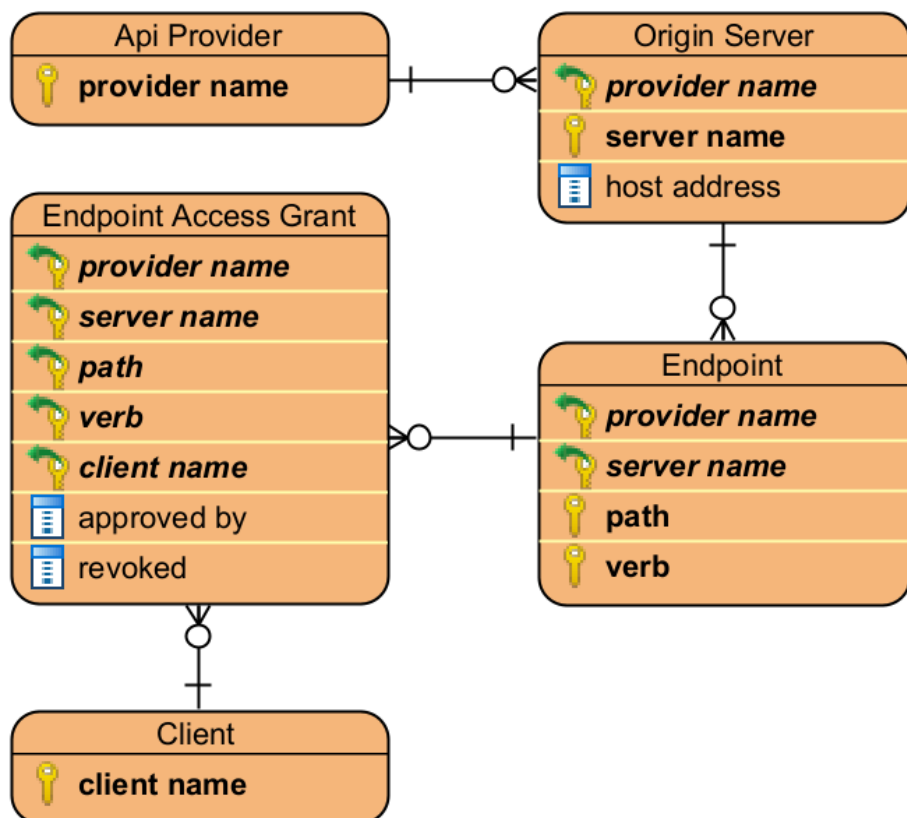 Api Provider
provider name
Origin Server
provider name
server name
host address
Endpoint Access Grant
provider name
server name
path
verb
client name
approved by
revoked
Endpoint
provider name
server name
path
verb
Client
client name